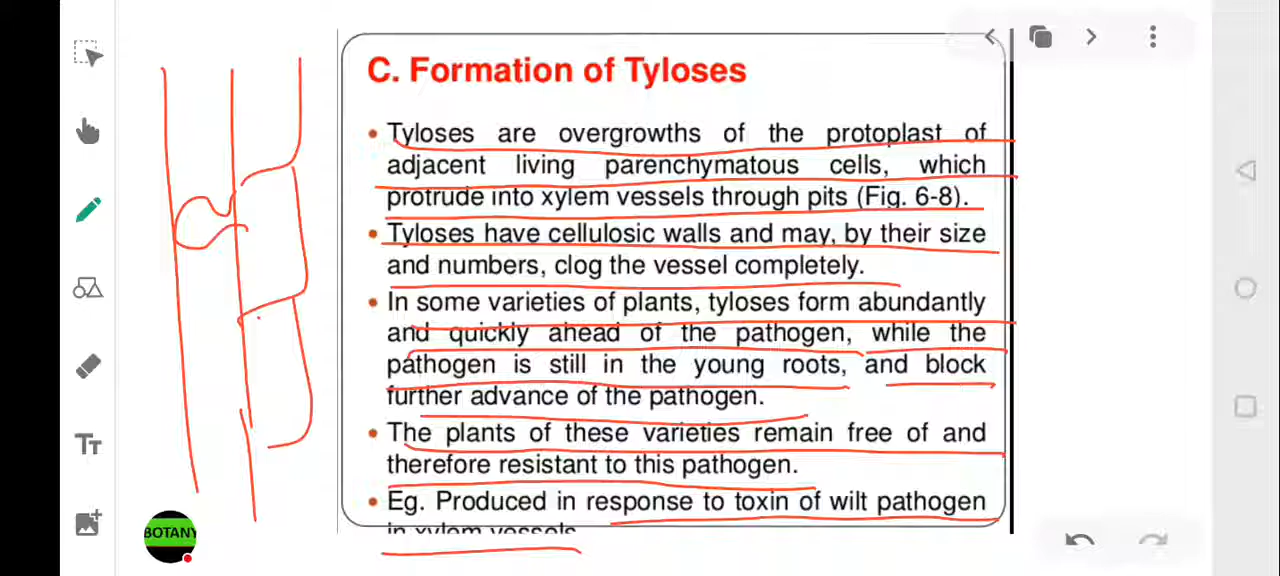 C. Formation of Tyloses
• Tyloses are overgrowths of the protoplast of
adjacent living parenchymatous cells, which
protrude into xylem vessels through pits (Fig. 6-8).
• Tyloses have cellulosic walls and may, by their size
and numbers, clog the vessel completely.
• In some varieties of plants, tyloses form abundantly
and quickly ahead of the pathogen, while the
pathogen is still in the young roots, and block
further advance of the pathogen.
• The plants of these varieties remain free of and
therefore resistant to this pathogen.
• Eg. Produced in response to toxin of wilt pathogen
in xylem vessels
Tт
BOTANY